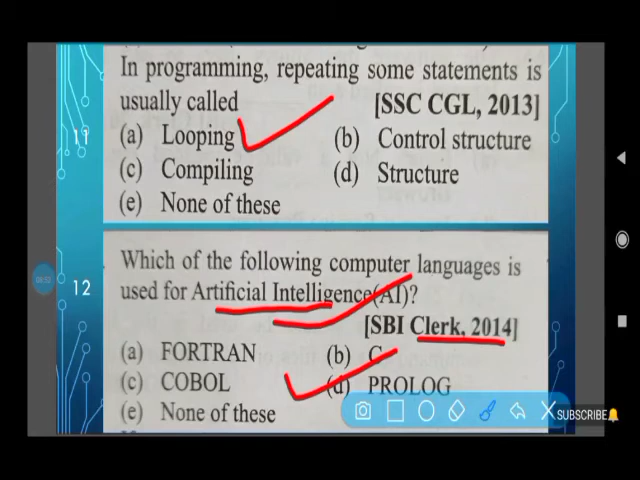 In programming, repeating some statements is
usually called [SSC CGL, 2013]
11
(a) Looping (b) Control structure
(c) Compiling (d) Structure
(e) None of these
Which of the following computer languages is
12
used for Artificial Intelligence(AI)?
[SBI Clerk, 2014]
(a) FORTRAN (b) C
(c) COBOL (d) PROLOG
(e) None of these
SUBSCRIBE